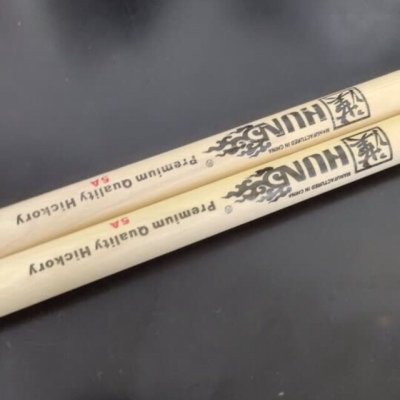 HUN
MANUFACTURED IN CHINA
® Premium Quality Hickory
5A
HUN
MANUFACTURED IN CHINA
® Premium Quality Hickory
5A